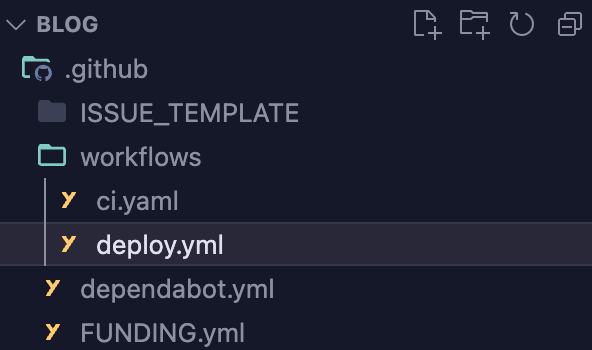 BLOG
.github
ISSUE_TEMPLATE
workflows
ci.yaml
deploy.yml
dependabot.yml
FUNDING.yml